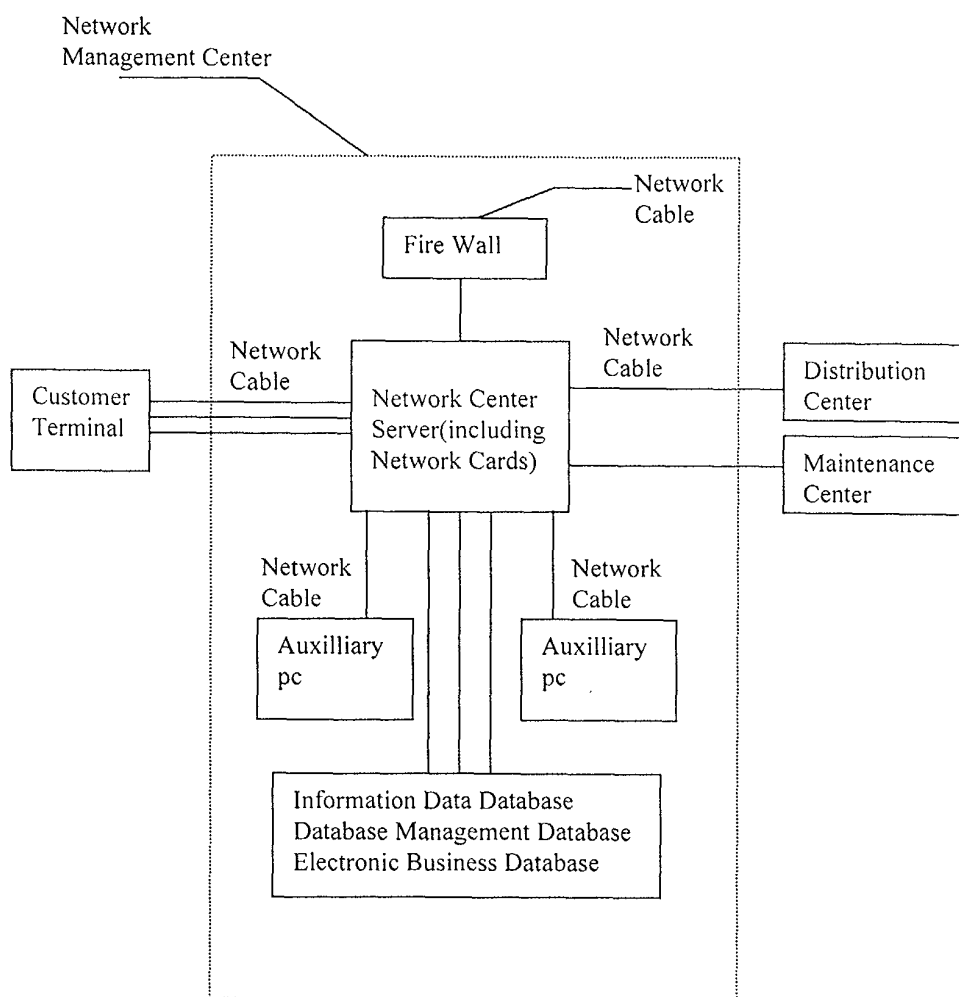 Network
Management Center
Network
Cable
Fire Wall
Network
Cable
Network
Cable
Customer
Terminal
Network Center
Server(including
Network Cards)
Distribution
Center
Maintenance
Center
Network
Cable
Network
Cable
Auxilliary
pc
Auxilliary
pc
Information Data Database
Database Management Database
Electronic Business Database